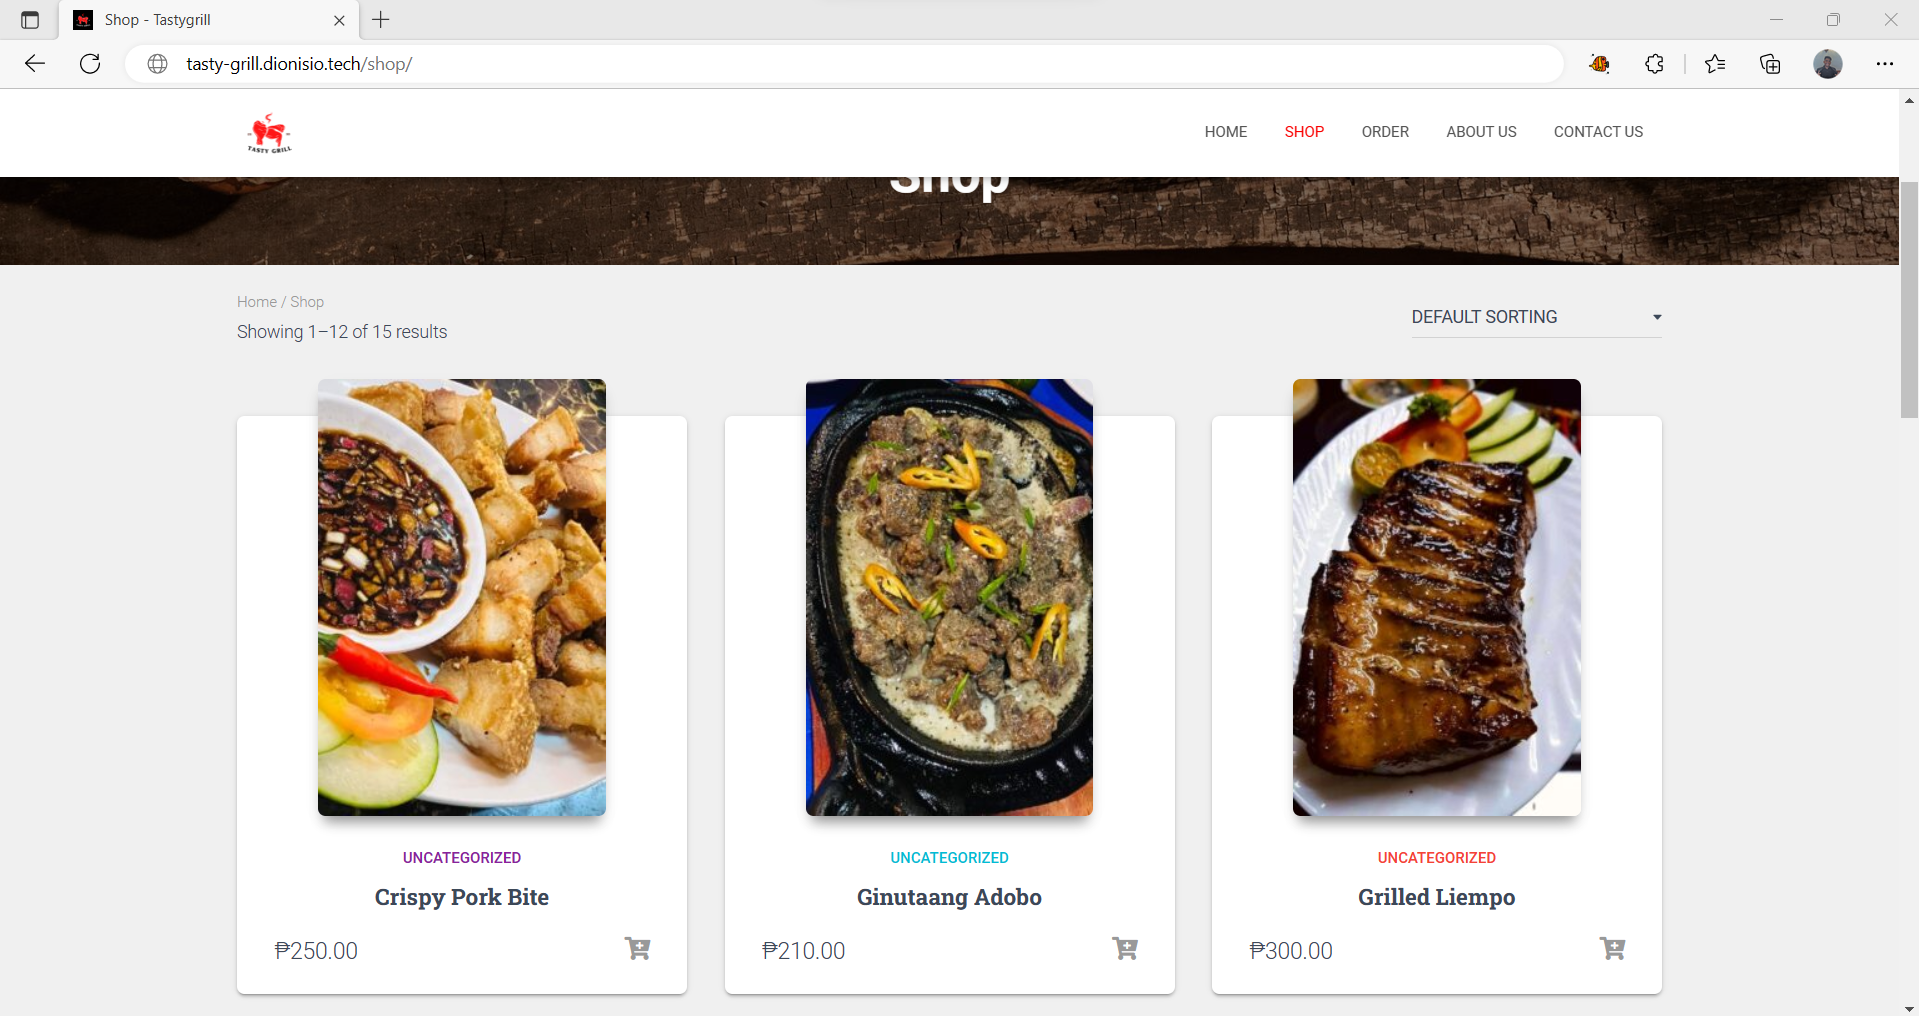 Shop - Tastygrill
tasty-grill.dionisio.tech/shop/
TASTY GRILL
HOME
SHOP
ORDER
ABOUT US
CONTACT US
Shop
Home / Shop
Showing 1–12 of 15 results
DEFAULT SORTING
UNCATEGORIZED
Crispy Pork Bite
₱250.00
UNCATEGORIZED
Ginutaang Adobo
₱210.00
UNCATEGORIZED
Grilled Liempo
₱300.00